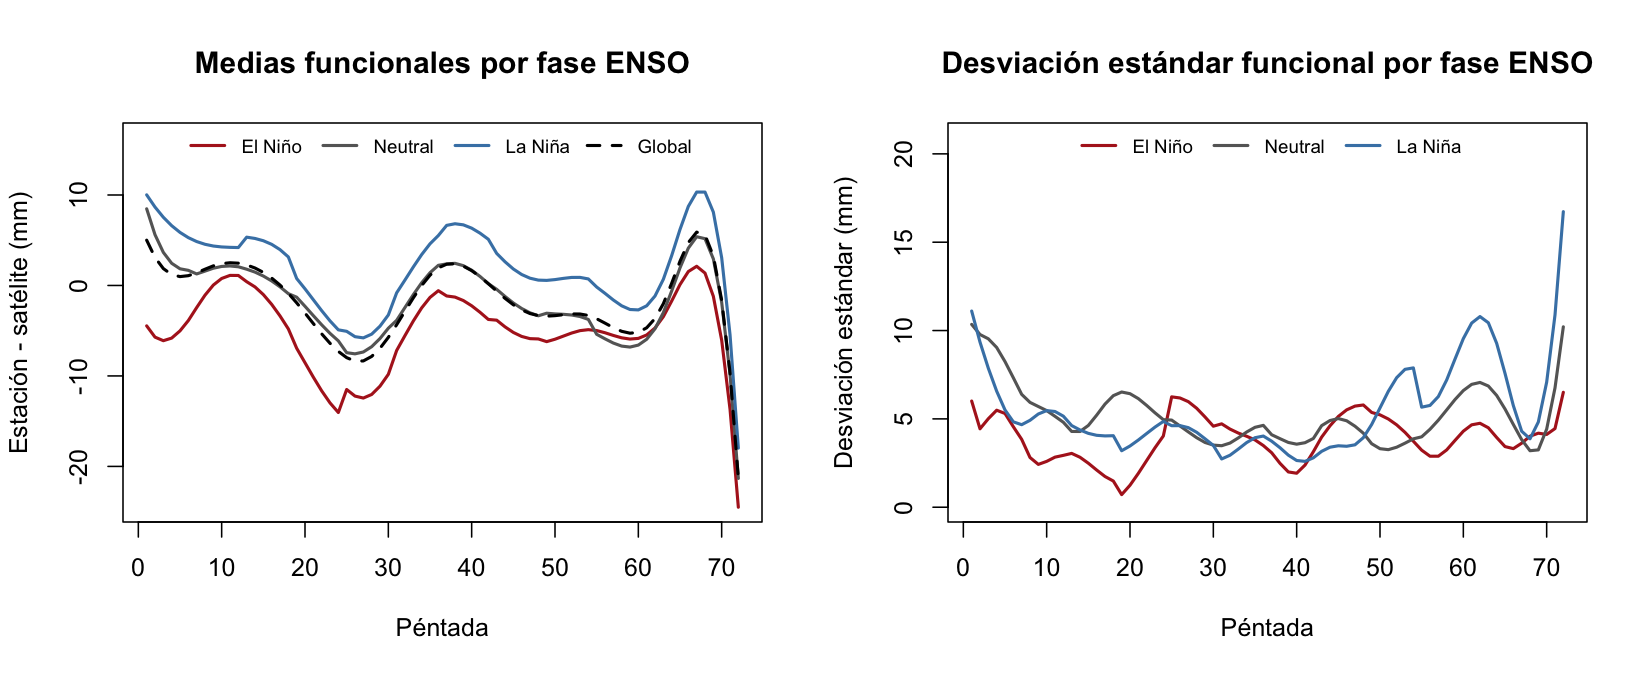 Medias funcionales por fase ENSO
El Niño Neutral La Niña Global
Estación - satélite (mm)
10
0
-10
-20
0 10 20 30 40 50 60 70
Péntada
Desviación estándar funcional por fase ENSO
El Niño Neutral La Niña
Desviación estándar (mm)
20
15
10
5
0
0 10 20 30 40 50 60 70
Péntada